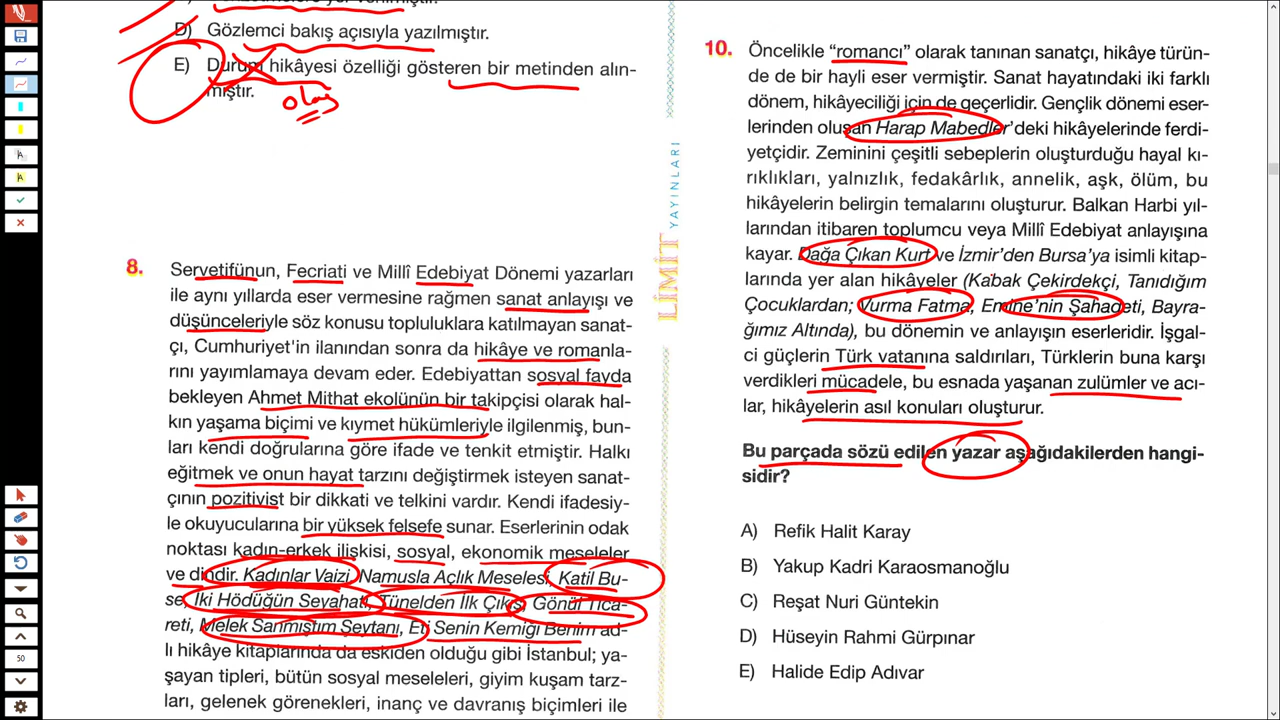 D) Gözlemci bakış açısıyla yazılmıştır.
E) Durum hikâyesi özelliği gösteren bir metinden alın-
mıştır.
olay
8. Servetifünun, Fecriati ve Millî Edebiyat Dönemi yazarları
ile aynı yıllarda eser vermesine rağmen sanat anlayışı ve
düşünceleriyle söz konusu topluluklara katılmayan sanat-
çı, Cumhuriyet'in ilanından sonra da hikâye ve romanla-
rını yayımlamaya devam eder. Edebiyattan sosyal fayda
bekleyen Ahmet Mithat ekolünün bir takipçisi olarak hal-
kın yaşama biçimi ve kıymet hükümleriyle ilgilenmiş, bun-
ları kendi doğrularına göre ifade ve tenkit etmiştir. Halkı
eğitmek ve onun hayat tarzını değiştirmek isteyen sanat-
çının pozitivist bir dikkati ve telkini vardır. Kendi ifadesiy-
le okuyucularına bir yüksek felsefe sunar. Eserlerinin odak
noktası kadın-erkek ilişkisi, sosyal, ekonomik meseleler
ve dindir. Kadınlar Vaizi, Namusla Açlık Meselesi, Katil Bu-
se, İki Hödüğün Seyahati, Tünelden İlk Çıkış, Gönül Tica-
reti, Melek Sanmıştım Şeytanı, Eti Senin Kemiği Benim ad-
lı hikâye kitaplarında da eskiden olduğu gibi İstanbul; ya-
şayan tipleri, bütün sosyal meseleleri, giyim kuşam tarz-
ları, gelenek görenekleri, inanç ve davranış biçimleri ile
LİMİT YAYINLARI
10. Öncelikle “romancı” olarak tanınan sanatçı, hikâye türün-
de de bir hayli eser vermiştir. Sanat hayatındaki iki farklı
dönem, hikâyeciliği için de geçerlidir. Gençlik dönemi eser-
lerinden oluşan Harap Mabedler’deki hikâyelerinde ferdi-
yetçidir. Zeminini çeşitli sebeplerin oluşturduğu hayal kı-
rıklıkları, yalnızlık, fedakârlık, annelik, aşk, ölüm, bu
hikâyelerin belirgin temalarını oluşturur. Balkan Harbi yıl-
larından itibaren toplumcu veya Millî Edebiyat anlayışına
kayar. Dağa Çıkan Kurt ve İzmir’den Bursa’ya isimli kitap-
larında yer alan hikâyeler (Kabak Çekirdekçi, Tanıdığım
Çocuklardan; Vurma Fatma, Emine’nin Şahadeti, Bayra-
ğımız Altında), bu dönemin ve anlayışın eserleridir. İşgal-
ci güçlerin Türk vatanına saldırıları, Türklerin buna karşı
verdikleri mücadele, bu esnada yaşanan zulümler ve acı-
lar, hikâyelerin asıl konuları oluşturur.
Bu parçada sözü edilen yazar aşağıdakilerden hangi-
sidir?
A) Refik Halit Karay
B) Yakup Kadri Karaosmanoğlu
C) Reşat Nuri Güntekin
D) Hüseyin Rahmi Gürpınar
E) Halide Edip Adıvar
50